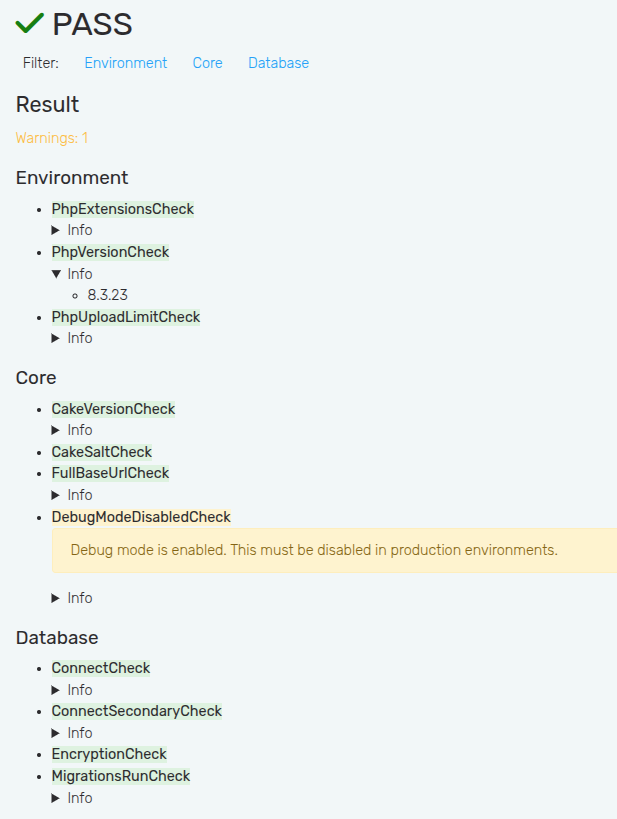 PASS
Filter: Environment Core Database
Result
Warnings: 1
Environment
PhpExtensionsCheck
Info
PhpVersionCheck
Info
8.3.23
PhpUploadLimitCheck
Info
Core
CakeVersionCheck
Info
CakeSaltCheck
FullBaseUrlCheck
Info
DebugModeDisabledCheck
Debug mode is enabled. This must be disabled in production environments.
Info
Database
ConnectCheck
Info
ConnectSecondaryCheck
Info
EncryptionCheck
MigrationsRunCheck
Info